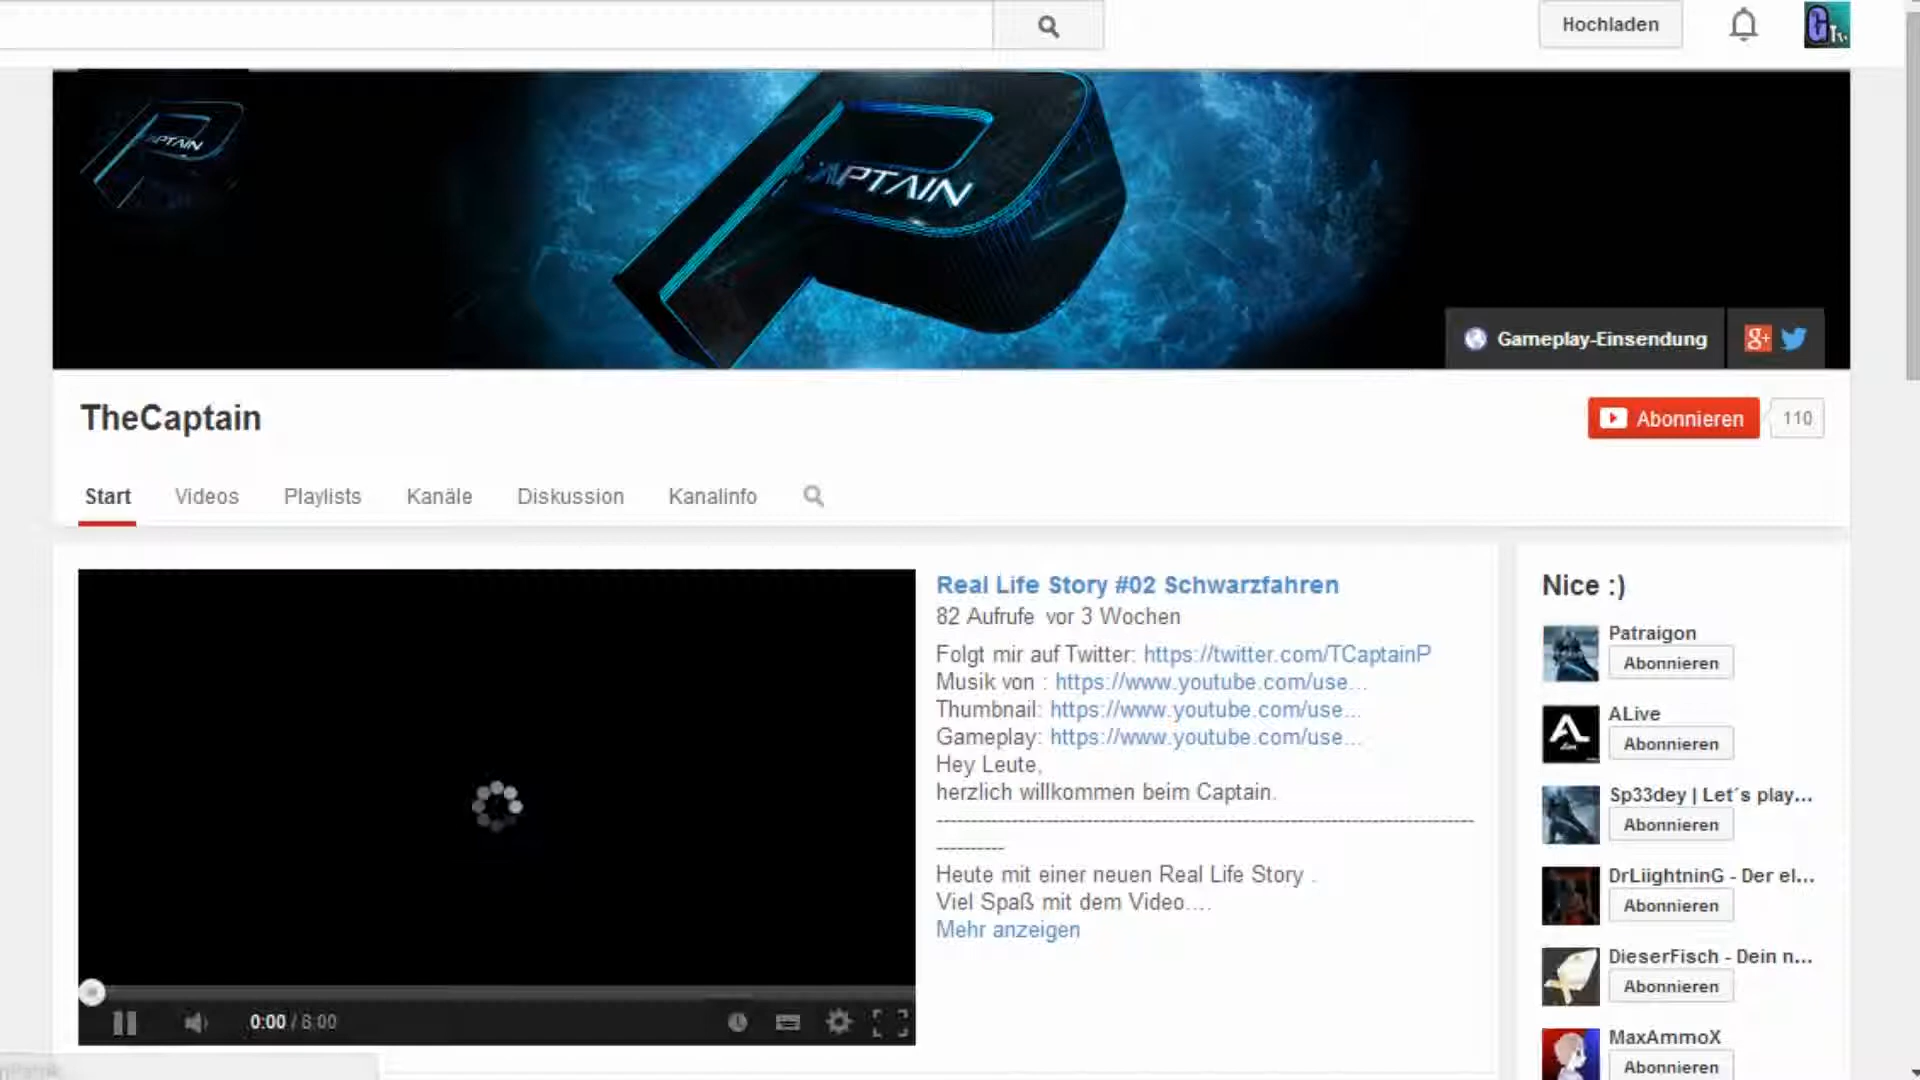 Hochladen
APTAIN
APTAIN
Gameplay-Einsendung
g+
TheCaptain
Abonnieren
110
Start
Videos
Playlists
Kanäle
Diskussion
Kanalinfo
Real Life Story #02 Schwarzfahren
82 Aufrufe vor 3 Wochen
Folgt mir auf Twitter: https://twitter.com/TCaptainP
Musik von : https://www.youtube.com/use...
Thumbnail: https://www.youtube.com/use...
Gameplay: https://www.youtube.com/use...
Hey Leute,
herzlich willkommen beim Captain.
Heute mit einer neuen Real Life Story .
Viel Spaß mit dem Video....
Mehr anzeigen
0:00 / 8:00
Nice :)
Patraigon
Abonnieren
ALive
Abonnieren
Sp33dey | Let´s play...
Abonnieren
DrLiightninG - Der el...
Abonnieren
DieserFisch - Dein n...
Abonnieren
MaxAmmoX
Abonnieren